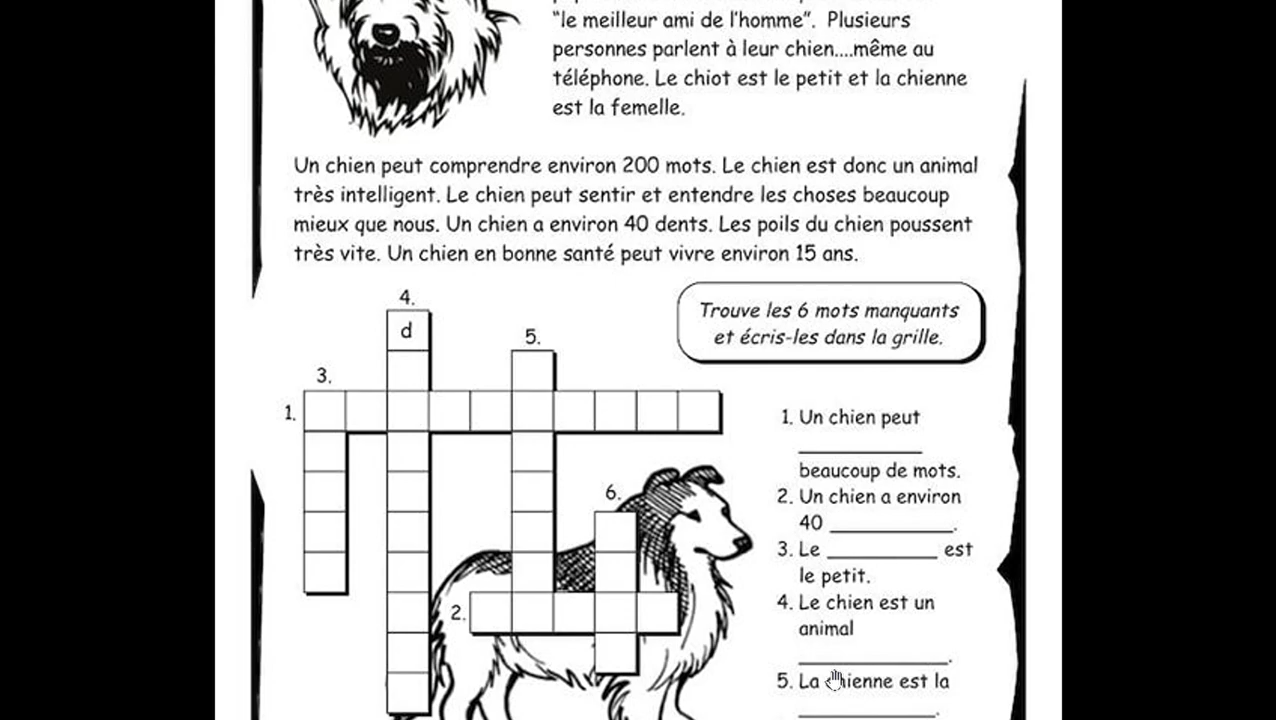 "le meilleur ami de l'homme". Plusieurs
personnes parlent à leur chien....même au
téléphone. Le chiot est le petit et la chienne
est la femelle.
Un chien peut comprendre environ 200 mots. Le chien est donc un animal
très intelligent. Le chien peut sentir et entendre les choses beaucoup
mieux que nous. Un chien a environ 40 dents. Les poils du chien poussent
très vite. Un chien en bonne santé peut vivre environ 15 ans.
Trouve les 6 mots manquants
et écris-les dans la grille.
4.
d
5.
3.
1.
6.
2.
1. Un chien peut
____________
beaucoup de mots.
2. Un chien a environ
40 ____________.
3. Le ___________ est
le petit.
4. Le chien est un
animal
_______________.
5. La chienne est la
______________.